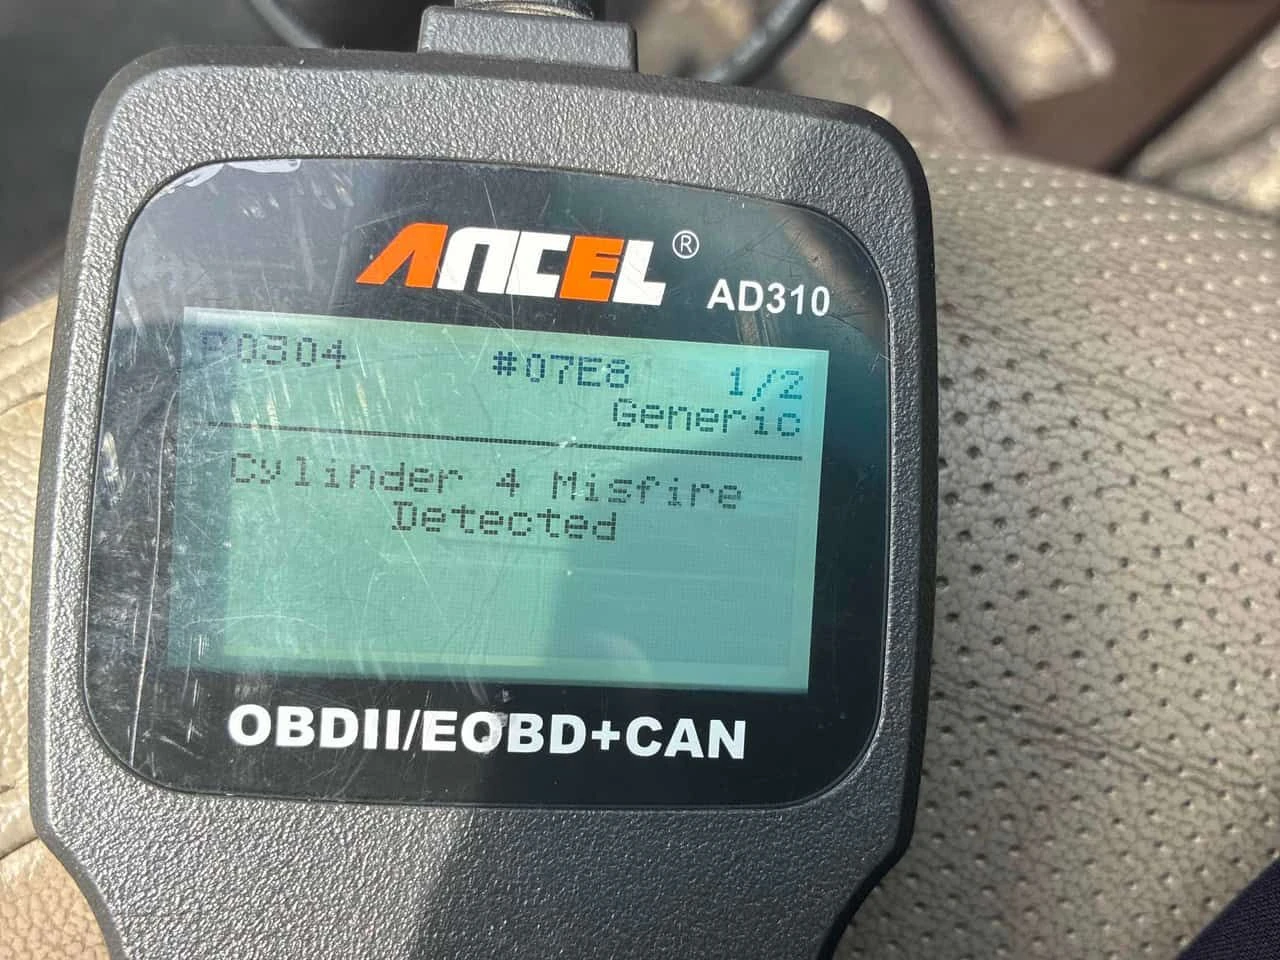 ANCEL®
AD310
P0304 #07E8 1/2
Generic
Cylinder 4 Misfire
Detected
OBDII/EOBD+CAN